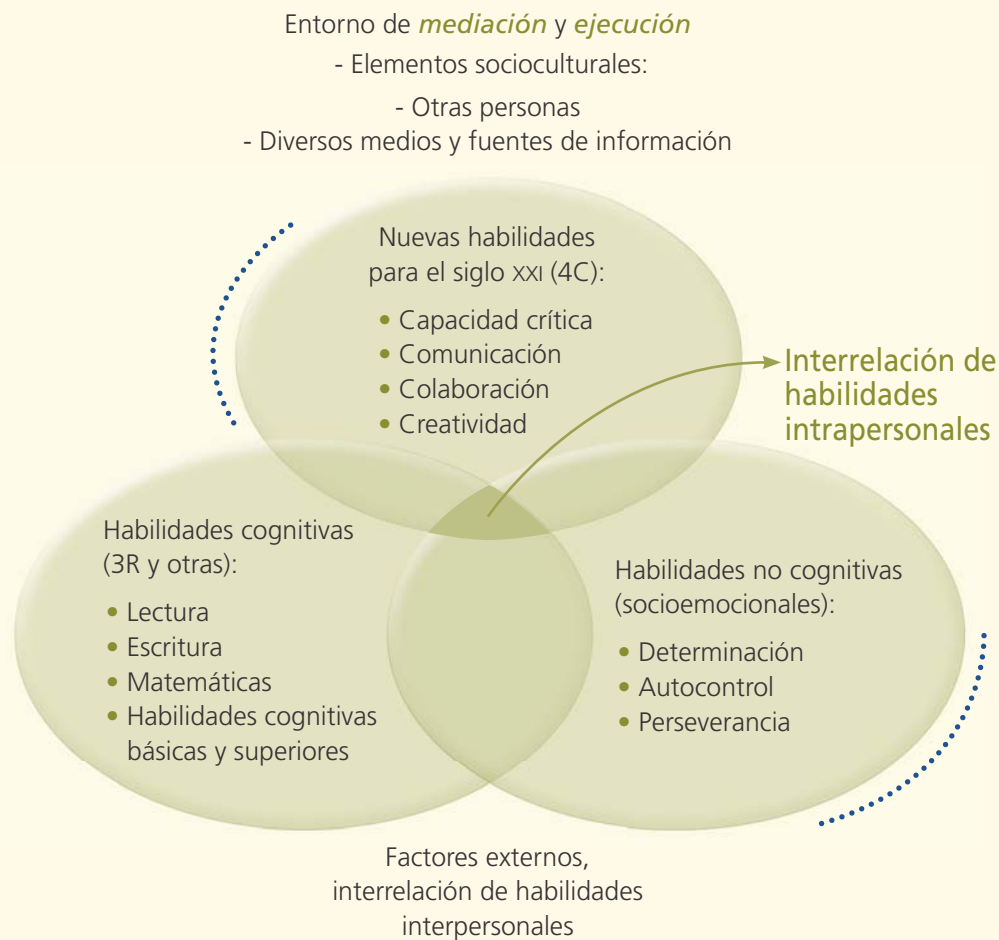 Entorno de mediación y ejecución
- Elementos socioculturales:
- Otras personas
- Diversos medios y fuentes de información
Nuevas habilidades
para el siglo XXI (4C):
• Capacidad crítica
• Comunicación
• Colaboración
• Creatividad
Interrelación de
habilidades
intrapersonales
Habilidades cognitivas
(3R y otras):
• Lectura
• Escritura
• Matemáticas
• Habilidades cognitivas
básicas y superiores
Habilidades no cognitivas
(socioemocionales):
• Determinación
• Autocontrol
• Perseverancia
Factores externos,
interrelación de habilidades
interpersonales